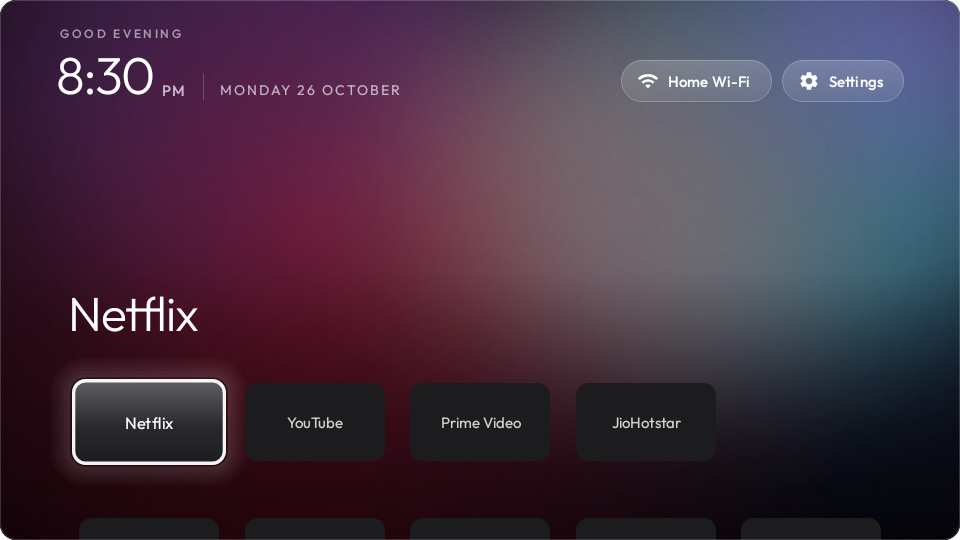 GOOD EVENING
8:30 PM
MONDAY 26 OCTOBER
Home Wi-Fi
Settings
Netflix
Netflix
YouTube
Prime Video
JioHotstar